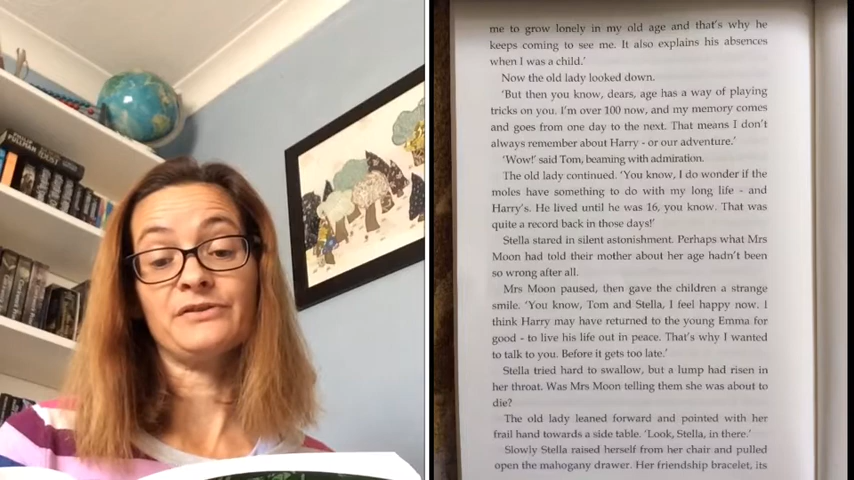 PULLMAN
DUST
me to grow lonely in my old age and that's why he
keeps coming to see me. It also explains his absences
when I was a child.'
Now the old lady looked down.
'But then you know, dears, age has a way of playing
tricks on you. I'm over 100 now, and my memory comes
and goes from one day to the next. That means I don't
always remember about Harry - or our adventure.'
'Wow!' said Tom, beaming with admiration.
The old lady continued. 'You know, I do wonder if the
moles have something to do with my long life - and
Harry's. He lived until he was 16, you know. That was
quite a record back in those days!'
Stella stared in silent astonishment. Perhaps what Mrs
Moon had told their mother about her age hadn't been
so wrong after all.
Mrs Moon paused, then gave the children a strange
smile. 'You know, Tom and Stella, I feel happy now. I
think Harry may have returned to the young Emma for
good - to live his life out in peace. That's why I wanted
to talk to you. Before it gets too late.'
Stella tried hard to swallow, but a lump had risen in
her throat. Was Mrs Moon telling them she was about to
die?
The old lady leaned forward and pointed with her
frail hand towards a side table. 'Look, Stella, in there.'
Slowly Stella raised herself from her chair and pulled
open the mahogany drawer. Her friendship bracelet, its